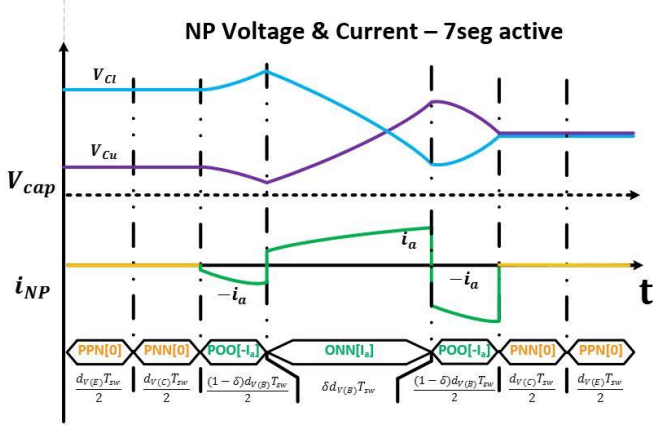 NP Voltage & Current – 7seg active
V_Cl
V_Cu
V_cap
i_a
-i_a
-i_a
i_NP
t
PPN[0] PNN[0] POO[-I_a] ONN[I_a] POO[-I_a] PNN[0] PPN[0]
d_V(E)T_sw/2 d_V(C)T_sw/2 (1 − δ)d_V(B)T_sw/2 δd_V(B)T_sw (1 − δ)d_V(B)T_sw/2 d_V(C)T_sw/2 d_V(E)T_sw/2